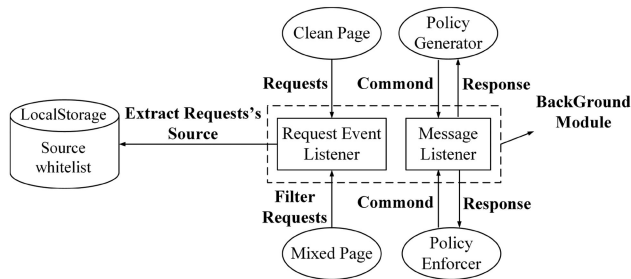 Clean Page
Policy
Generator
Requests
Commond
Response
BackGround
Module
LocalStorage
Source
whitelist
Extract Requests's
Source
Request Event
Listener
Message
Listener
Filter
Requests
Commond
Response
Mixed Page
Policy
Enforcer